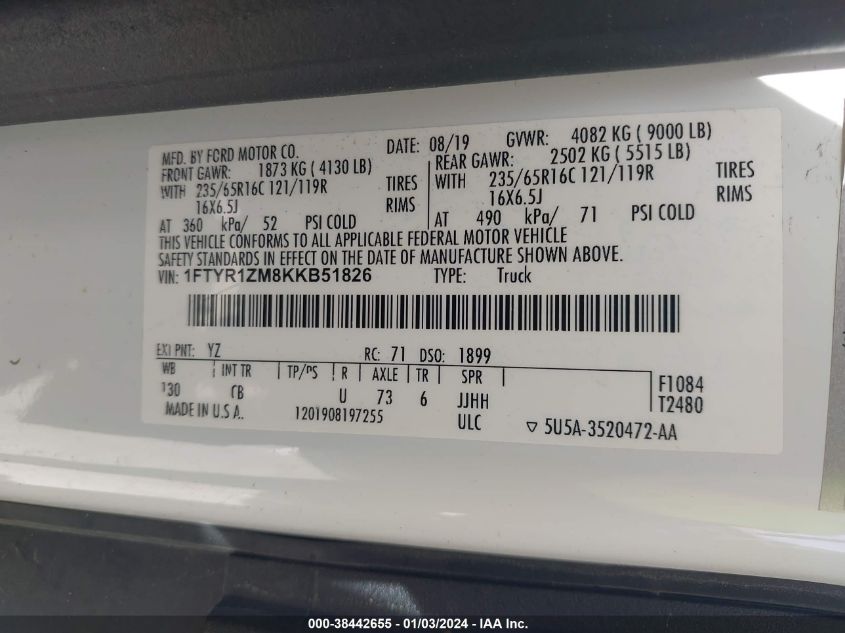 MFD. BY FORD MOTOR CO. DATE: 08/19 GVWR: 4082 KG ( 9000 LB)
FRONT GAWR: 1873 KG ( 4130 LB) REAR GAWR: 2502 KG ( 5515 LB)
WITH 235/65R16C 121/119R TIRES WITH 235/65R16C 121/119R TIRES
16X6.5J RIMS 16X6.5J RIMS
AT 360 kPa/ 52 PSI COLD AT 490 kPa/ 71 PSI COLD
THIS VEHICLE CONFORMS TO ALL APPLICABLE FEDERAL MOTOR VEHICLE
SAFETY STANDARDS IN EFFECT ON THE DATE OF MANUFACTURE SHOWN ABOVE.
VIN: 1FTYR1ZM8KKB51826 TYPE: Truck
EXT PNT: YZ RC: 71 DSO: 1899
WB INT TR TP/PS R AXLE TR SPR F1084
130 CB U 73 6 JJHH T2480
MADE IN U.S.A. 1201908197255 ULC ▽ 5U5A-3520472-AA
000-38442655 - 01/03/2024 - IAA Inc.